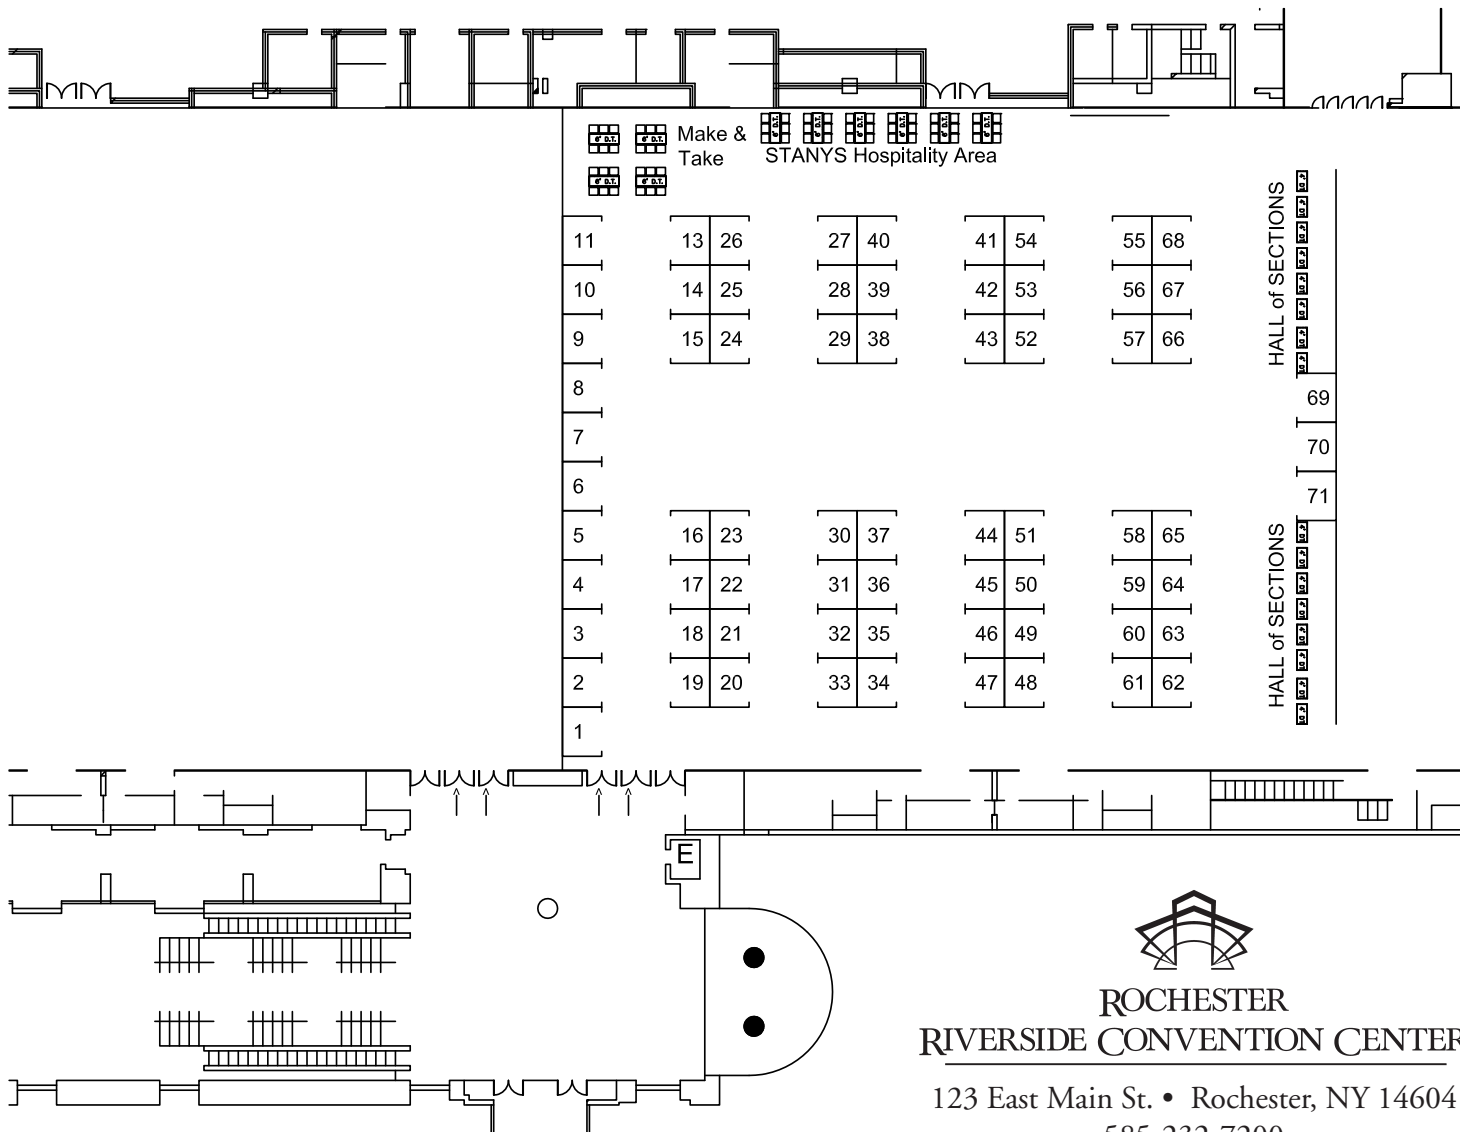 Make &
Take
STANYS Hospitality Area
6' D.T. 6' D.T.
6' D.T. 6' D.T.
HALL of SECTIONS
11 13 26 27 40 41 54 55 68
10 14 25 28 39 42 53 56 67
9 15 24 29 38 43 52 57 66
8 69
7 70
6 71
HALL of SECTIONS
5 16 23 30 37 44 51 58 65
4 17 22 31 36 45 50 59 64
3 18 21 32 35 46 49 60 63
2 19 20 33 34 47 48 61 62
1
E
ROCHESTER
RIVERSIDE CONVENTION CENTER
123 East Main St. • Rochester, NY 14604